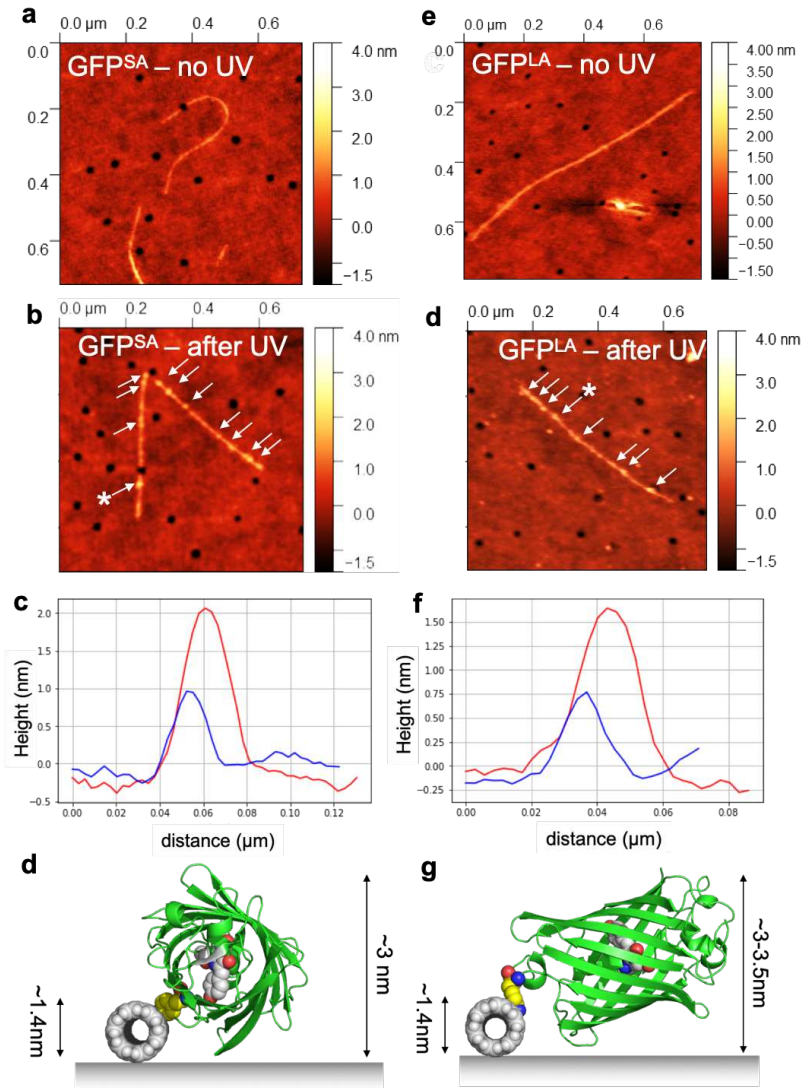 a
0.0 µm 0.2 0.4 0.6
4.0 nm
0.0
GFPSA – no UV
3.0
0.2
2.0
0.4
1.0
0.0
0.6
−1.5
e
0.0 µm 0.2 0.4 0.6
4.00 nm
0.0
GFPLA – no UV
3.50
3.00
0.2
2.50
2.00
1.50
0.4
1.00
0.50
0.6
0.00
−0.50
−1.50
b
0.0 µm 0.2 0.4 0.6
4.0 nm
GFPSA – after UV
3.0
2.0
1.0
*
0.0
−1.5
d
0.0 µm 0.2 0.4 0.6
4.0 nm
GFPLA – after UV
3.0
*
2.0
1.0
0.0
−1.5
c
2.0
1.5
1.0
0.5
0.0
−0.5
Height (nm)
0.00 0.02 0.04 0.06 0.08 0.10 0.12
distance (µm)
f
1.50
1.25
1.00
0.75
0.50
0.25
0.00
−0.25
Height (nm)
0.00 0.02 0.04 0.06 0.08
distance (µm)
d
~1.4nm
~3 nm
g
~1.4nm
~3-3.5nm